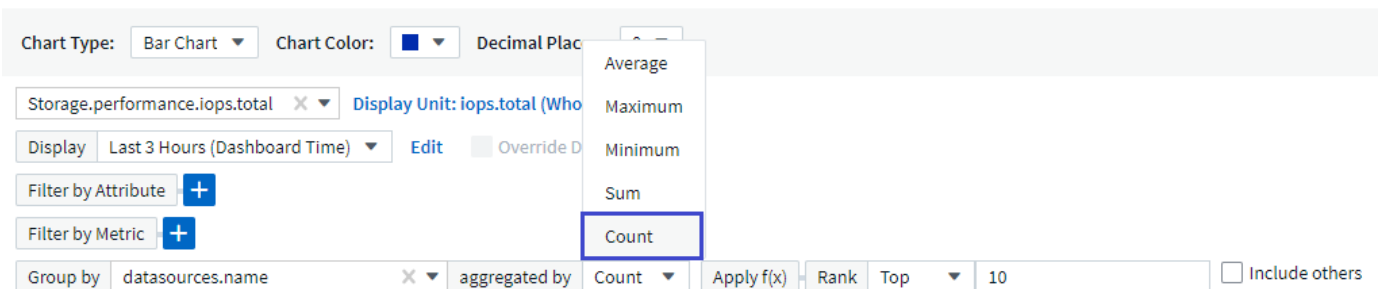 Chart Type: Bar Chart Chart Color: Decimal Plac
Average
Storage.performance.iops.total Display Unit: iops.total (Who
Maximum
Display Last 3 Hours (Dashboard Time) Edit Override D
Minimum
Filter by Attribute +
Sum
Filter by Metric +
Count
Group by datasources.name aggregated by Count Apply f(x) Rank Top 10 Include others